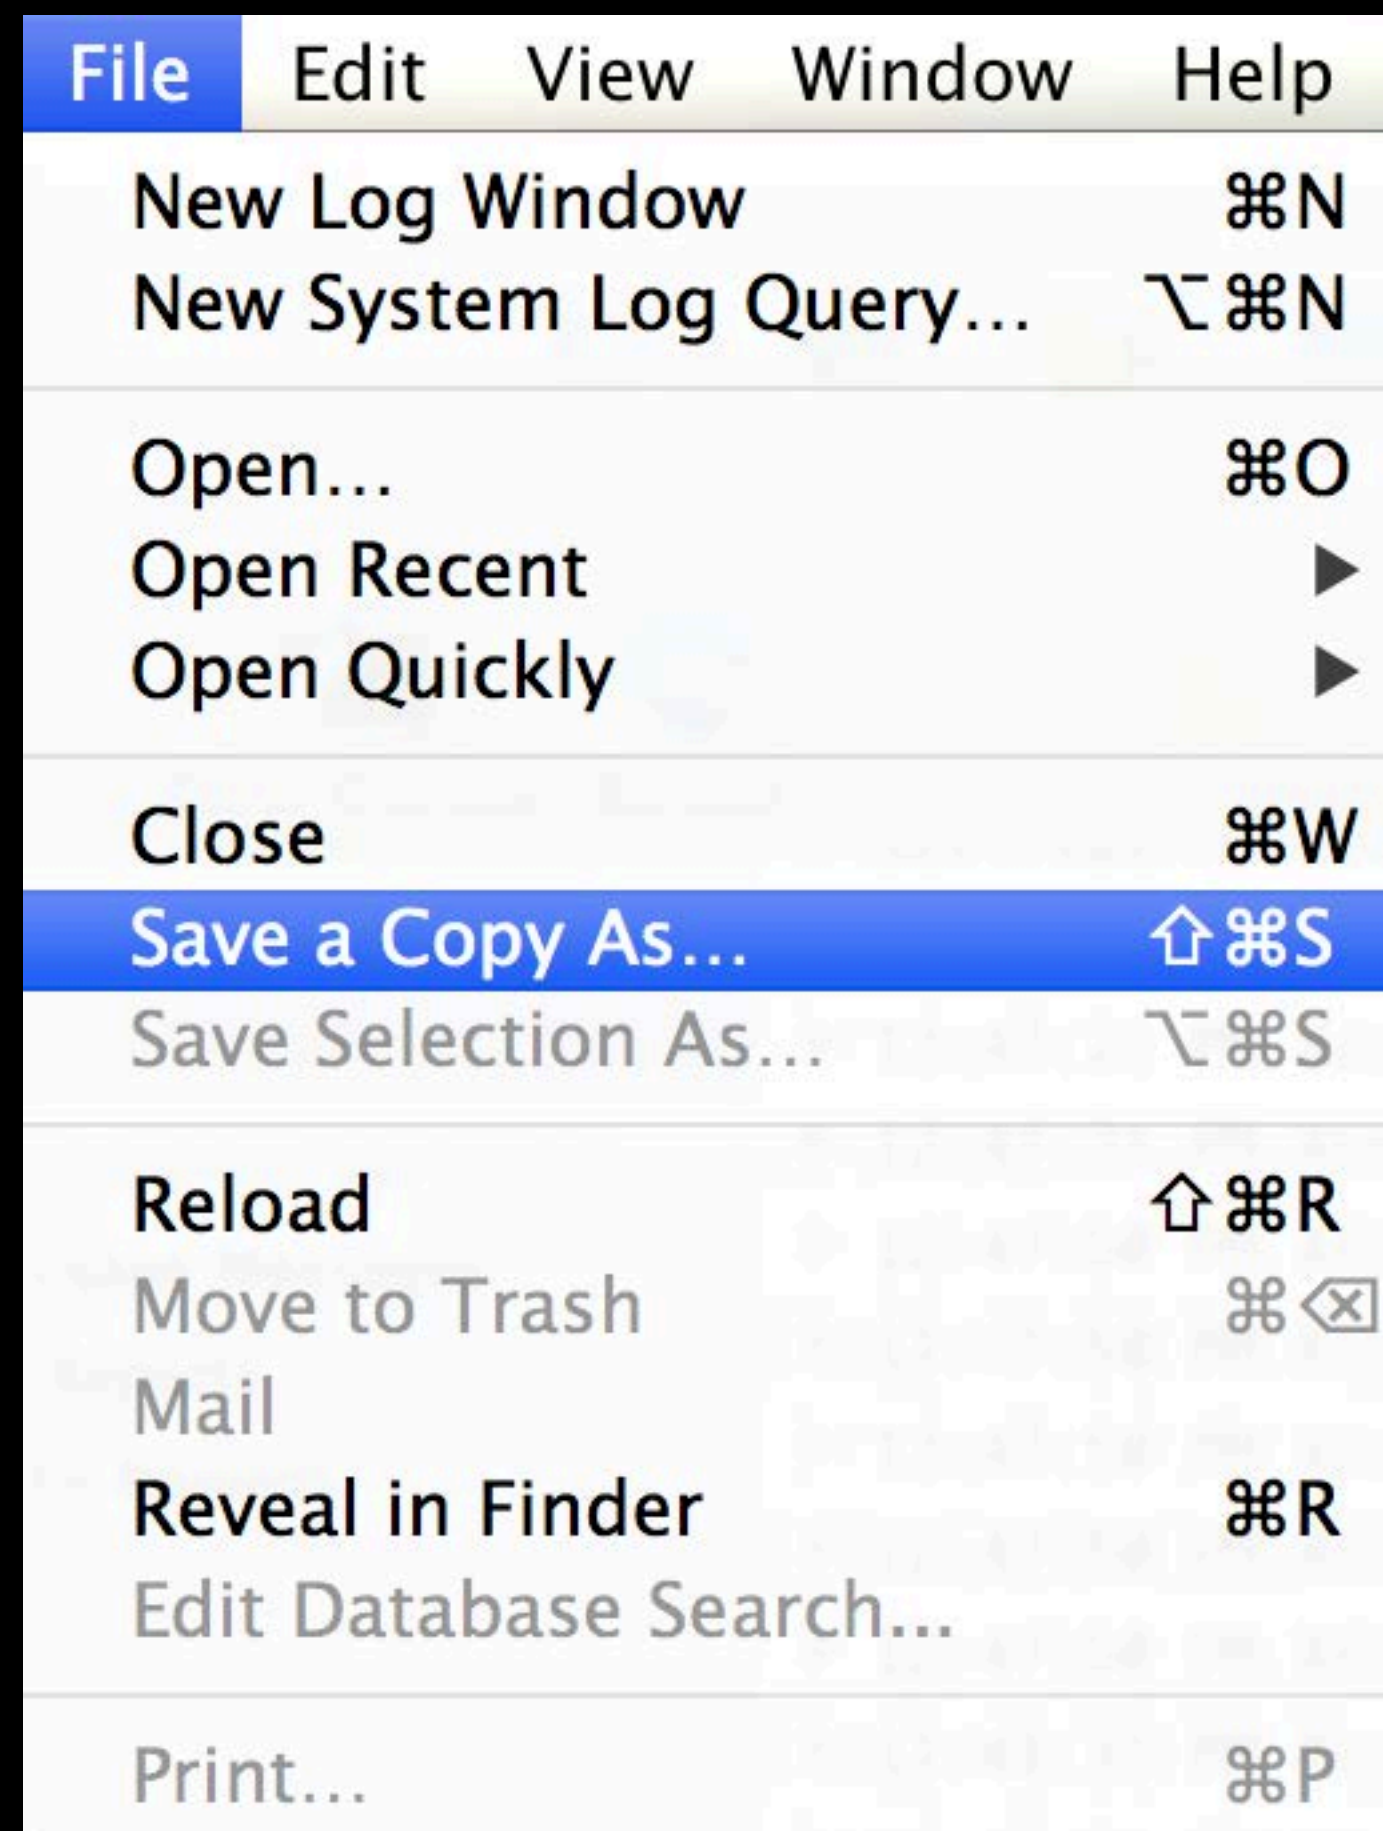 File Edit View Window Help
New Log Window ⌘N
New System Log Query… ⌥⌘N
Open… ⌘O
Open Recent ▶
Open Quickly ▶
Close ⌘W
Save a Copy As… ⇧⌘S
Save Selection As… ⌥⌘S
Reload ⇧⌘R
Move to Trash ⌘⌫
Mail
Reveal in Finder ⌘R
Edit Database Search...
Print… ⌘P